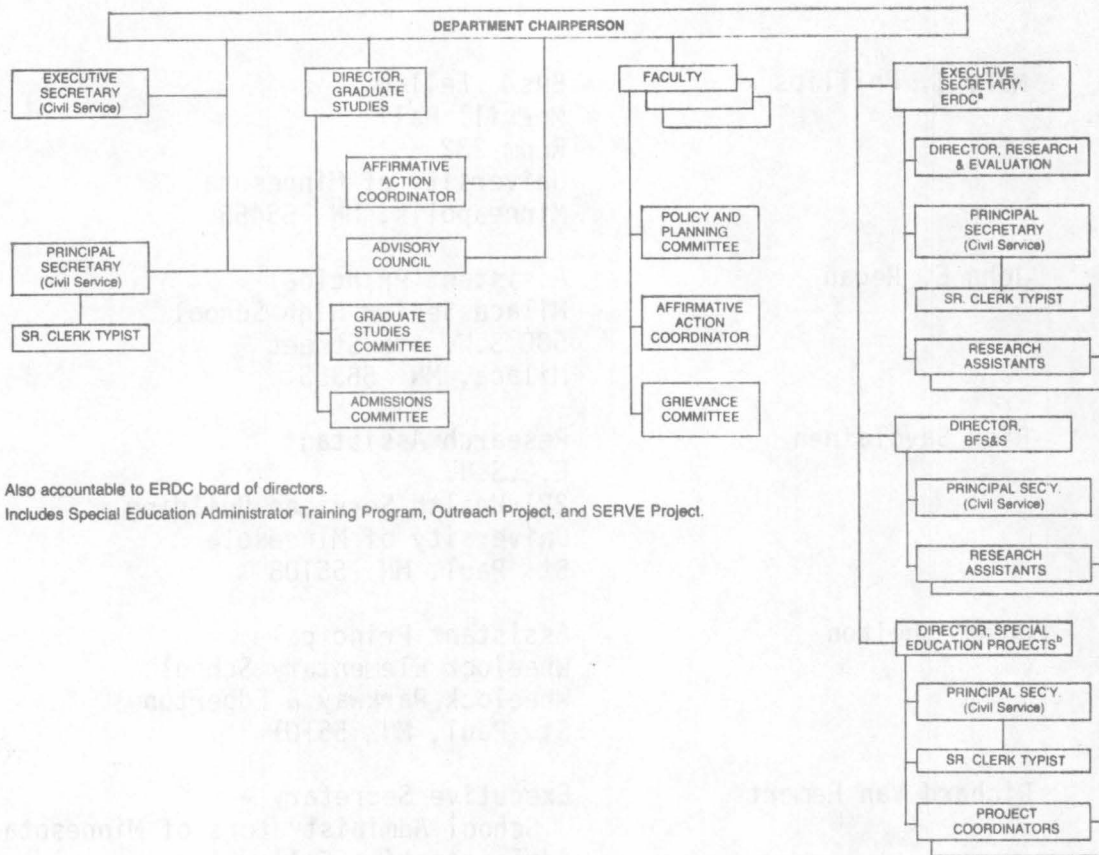 DEPARTMENT CHAIRPERSON
EXECUTIVE
SECRETARY
(Civil Service)
DIRECTOR,
GRADUATE
STUDIES
FACULTY
EXECUTIVE
SECRETARY,
ERDCᵃ
AFFIRMATIVE
ACTION
COORDINATOR
DIRECTOR, RESEARCH
& EVALUATION
PRINCIPAL
SECRETARY
(Civil Service)
ADVISORY
COUNCIL
POLICY AND
PLANNING
COMMITTEE
PRINCIPAL
SECRETARY
(Civil Service)
SR. CLERK TYPIST
GRADUATE
STUDIES
COMMITTEE
AFFIRMATIVE
ACTION
COORDINATOR
SR. CLERK TYPIST
RESEARCH
ASSISTANTS
ADMISSIONS
COMMITTEE
GRIEVANCE
COMMITTEE
DIRECTOR,
BFS&S
PRINCIPAL SEC'Y.
(Civil Service)
RESEARCH
ASSISTANTS
DIRECTOR, SPECIAL
EDUCATION PROJECTSᵇ
PRINCIPAL SEC'Y.
(Civil Service)
SR. CLERK TYPIST
PROJECT
COORDINATORS
Also accountable to ERDC board of directors.
Includes Special Education Administrator Training Program, Outreach Project, and SERVE Project.